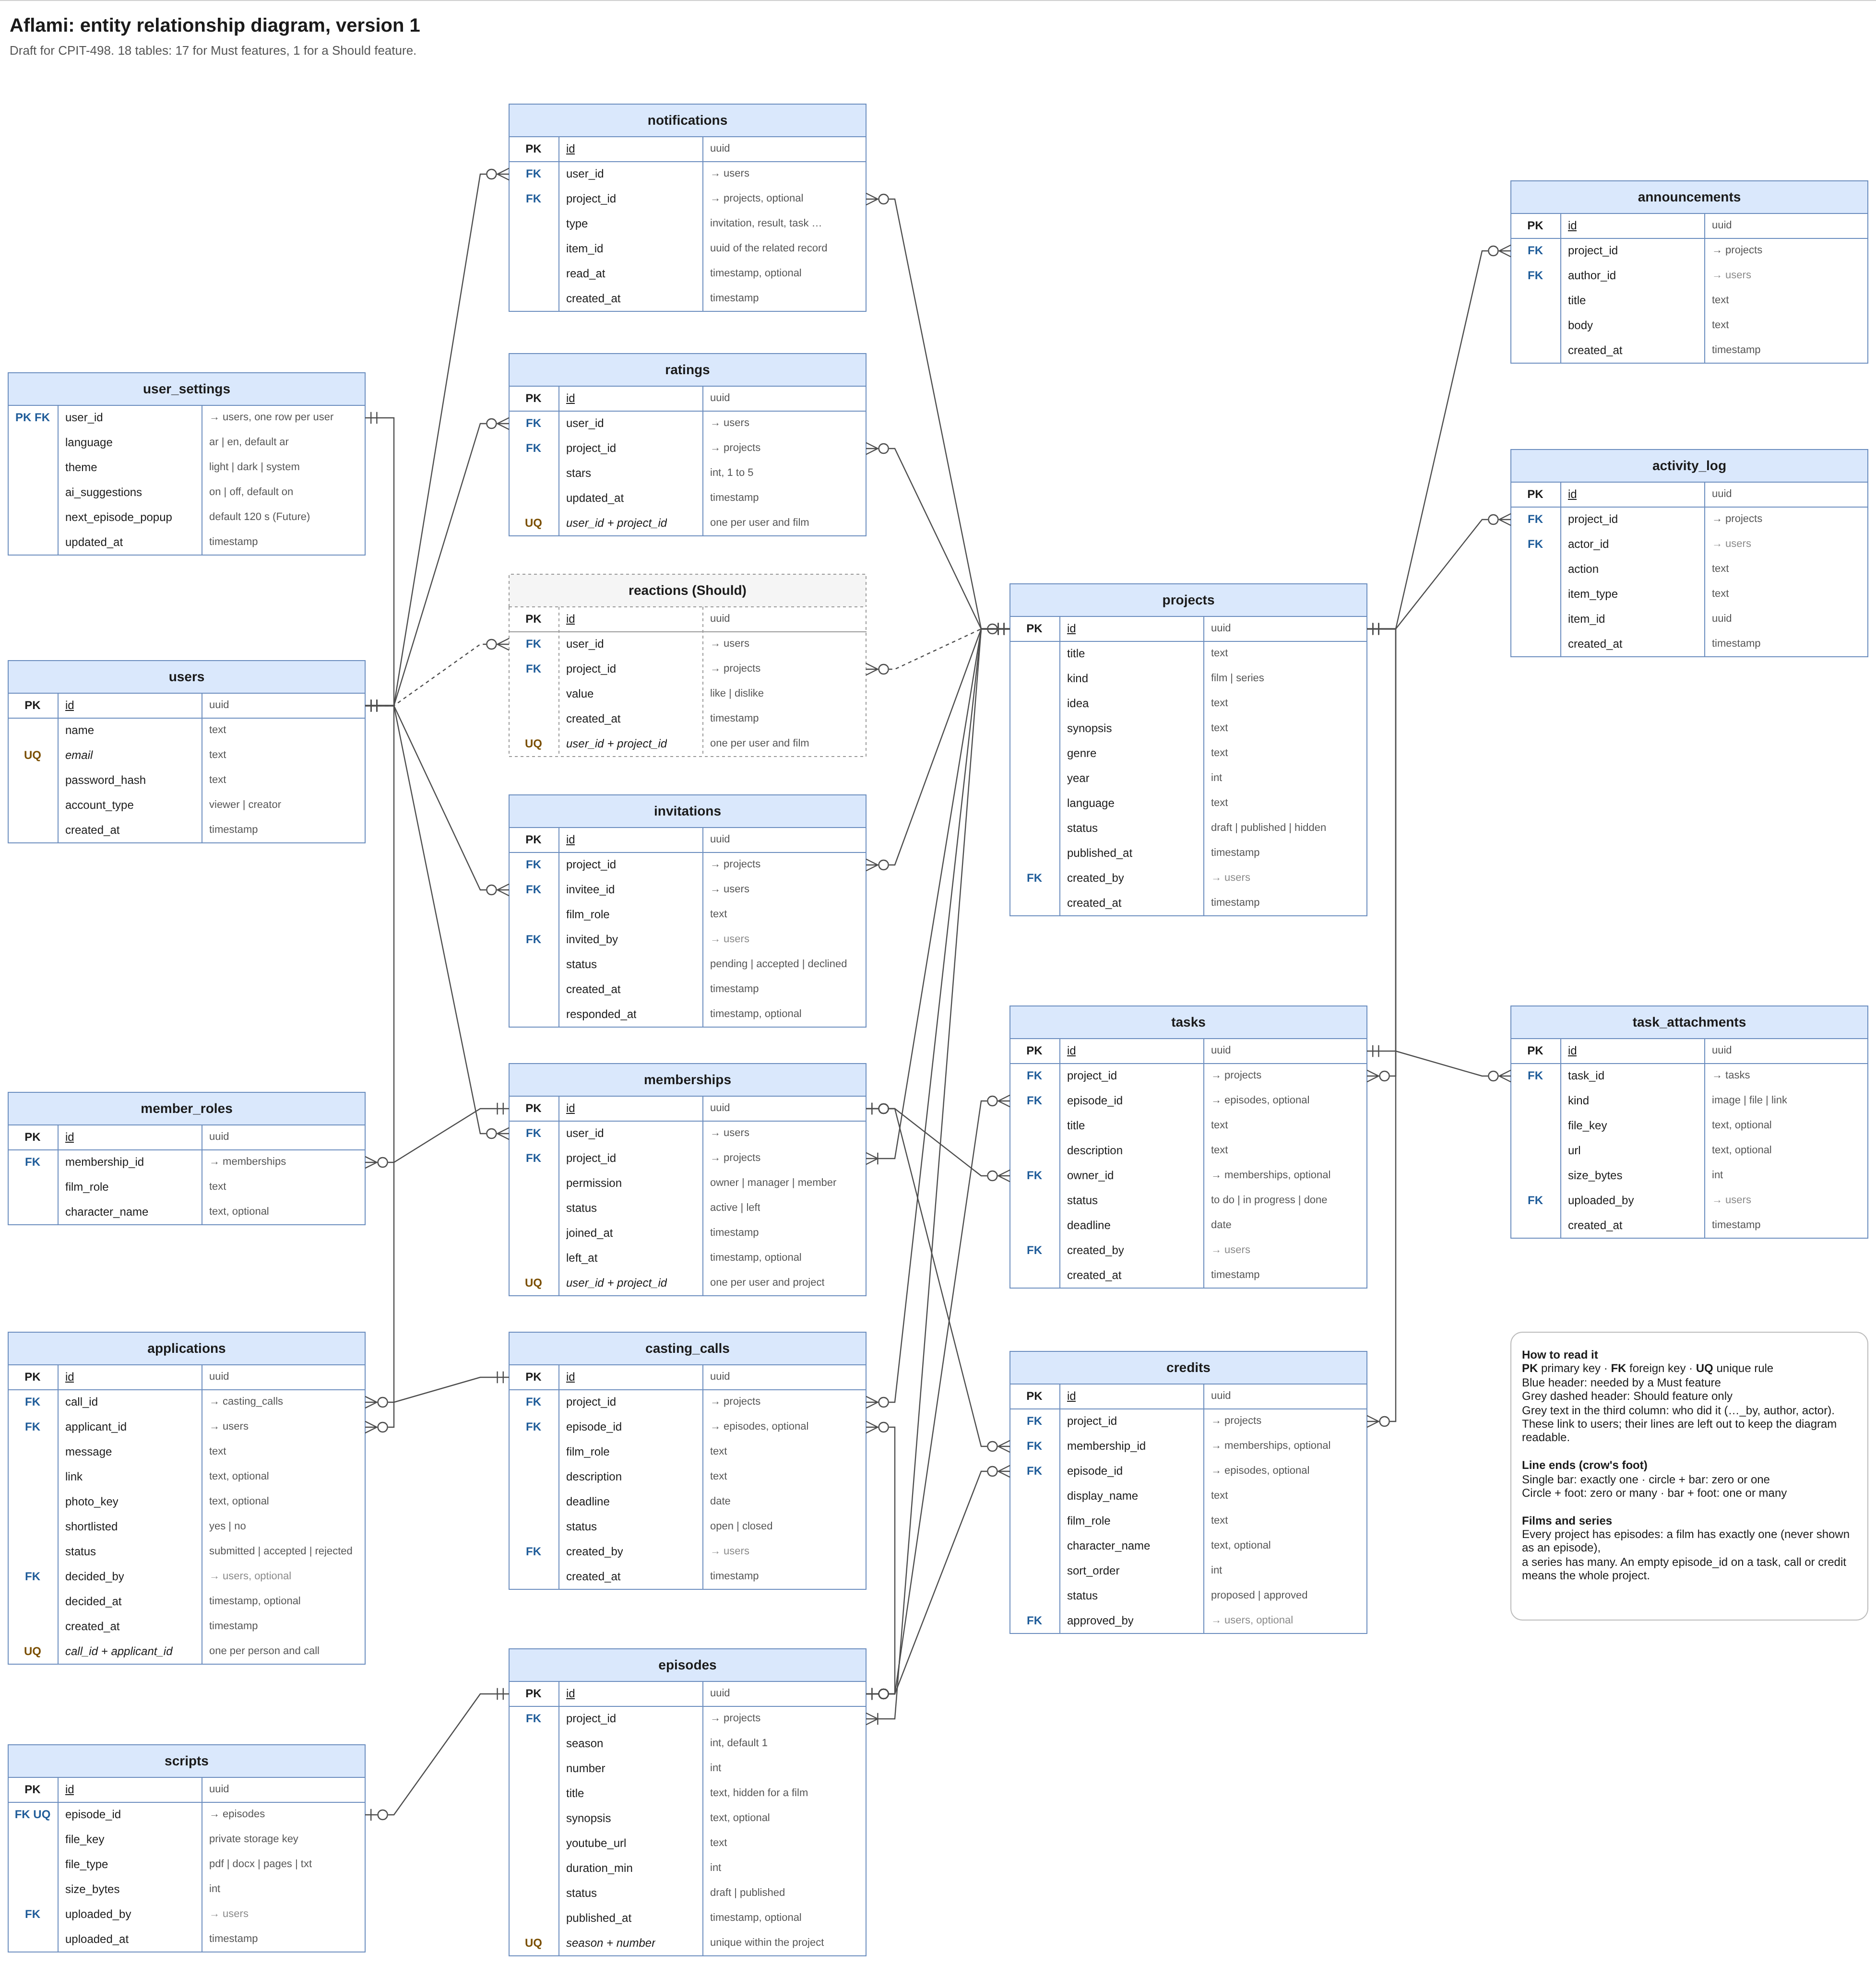 Aflami: entity relationship diagram, version 1
Draft for CPIT-498. 18 tables: 17 for Must features, 1 for a Should feature.
notifications
PK id uuid
FK user_id → users
FK project_id → projects, optional
type invitation, result, task …
item_id uuid of the related record
read_at timestamp, optional
created_at timestamp
announcements
PK id uuid
FK project_id → projects
FK author_id → users
title text
body text
created_at timestamp
user_settings
PK FK user_id → users, one row per user
language ar | en, default ar
theme light | dark | system
ai_suggestions on | off, default on
next_episode_popup default 120 s (Future)
updated_at timestamp
ratings
PK id uuid
FK user_id → users
FK project_id → projects
stars int, 1 to 5
updated_at timestamp
UQ user_id + project_id one per user and film
activity_log
PK id uuid
FK project_id → projects
FK actor_id → users
action text
item_type text
item_id uuid
created_at timestamp
reactions (Should)
PK id uuid
FK user_id → users
FK project_id → projects
value like | dislike
created_at timestamp
UQ user_id + project_id one per user and film
projects
PK id uuid
title text
kind film | series
idea text
synopsis text
genre text
year int
language text
status draft | published | hidden
published_at timestamp
FK created_by → users
created_at timestamp
users
PK id uuid
name text
UQ email text
password_hash text
account_type viewer | creator
created_at timestamp
invitations
PK id uuid
FK project_id → projects
FK invitee_id → users
film_role text
FK invited_by → users
status pending | accepted | declined
created_at timestamp
responded_at timestamp, optional
tasks
PK id uuid
FK project_id → projects
FK episode_id → episodes, optional
title text
description text
FK owner_id → memberships, optional
status to do | in progress | done
deadline date
FK created_by → users
created_at timestamp
task_attachments
PK id uuid
FK task_id → tasks
kind image | file | link
file_key text, optional
url text, optional
size_bytes int
FK uploaded_by → users
created_at timestamp
member_roles
PK id uuid
FK membership_id → memberships
film_role text
character_name text, optional
memberships
PK id uuid
FK user_id → users
FK project_id → projects
permission owner | manager | member
status active | left
joined_at timestamp
left_at timestamp, optional
UQ user_id + project_id one per user and project
applications
PK id uuid
FK call_id → casting_calls
FK applicant_id → users
message text
link text, optional
photo_key text, optional
shortlisted yes | no
status submitted | accepted | rejected
FK decided_by → users, optional
decided_at timestamp, optional
created_at timestamp
UQ call_id + applicant_id one per person and call
casting_calls
PK id uuid
FK project_id → projects
FK episode_id → episodes, optional
film_role text
description text
deadline date
status open | closed
FK created_by → users
created_at timestamp
credits
PK id uuid
FK project_id → projects
FK membership_id → memberships, optional
FK episode_id → episodes, optional
display_name text
film_role text
character_name text, optional
sort_order int
status proposed | approved
FK approved_by → users, optional
How to read it
PK primary key · FK foreign key · UQ unique rule
Blue header: needed by a Must feature
Grey dashed header: Should feature only
Grey text in the third column: who did it (…_by, author, actor).
These link to users; their lines are left out to keep the diagram
readable.
Line ends (crow's foot)
Single bar: exactly one · circle + bar: zero or one
Circle + foot: zero or many · bar + foot: one or many
Films and series
Every project has episodes: a film has exactly one (never shown
as an episode),
a series has many. An empty episode_id on a task, call or credit
means the whole project.
scripts
PK id uuid
FK UQ episode_id → episodes
file_key private storage key
file_type pdf | docx | pages | txt
size_bytes int
FK uploaded_by → users
uploaded_at timestamp
episodes
PK id uuid
FK project_id → projects
season int, default 1
number int
title text, hidden for a film
synopsis text, optional
youtube_url text
duration_min int
status draft | published
published_at timestamp, optional
UQ season + number unique within the project